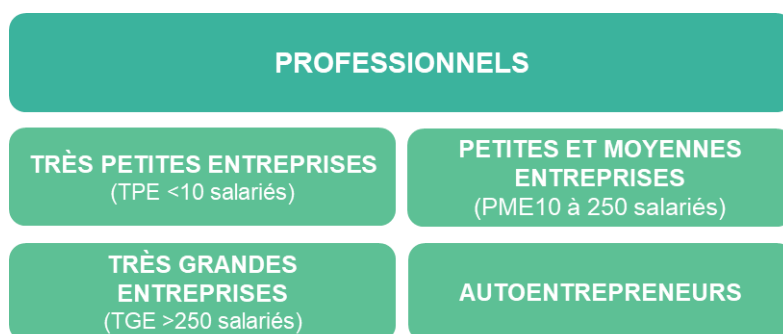 PROFESSIONNELS
TRÈS PETITES ENTREPRISES
(TPE <10 salariés)
PETITES ET MOYENNES
ENTREPRISES
(PME10 à 250 salariés)
TRÈS GRANDES
ENTREPRISES
(TGE >250 salariés)
AUTOENTREPRENEURS